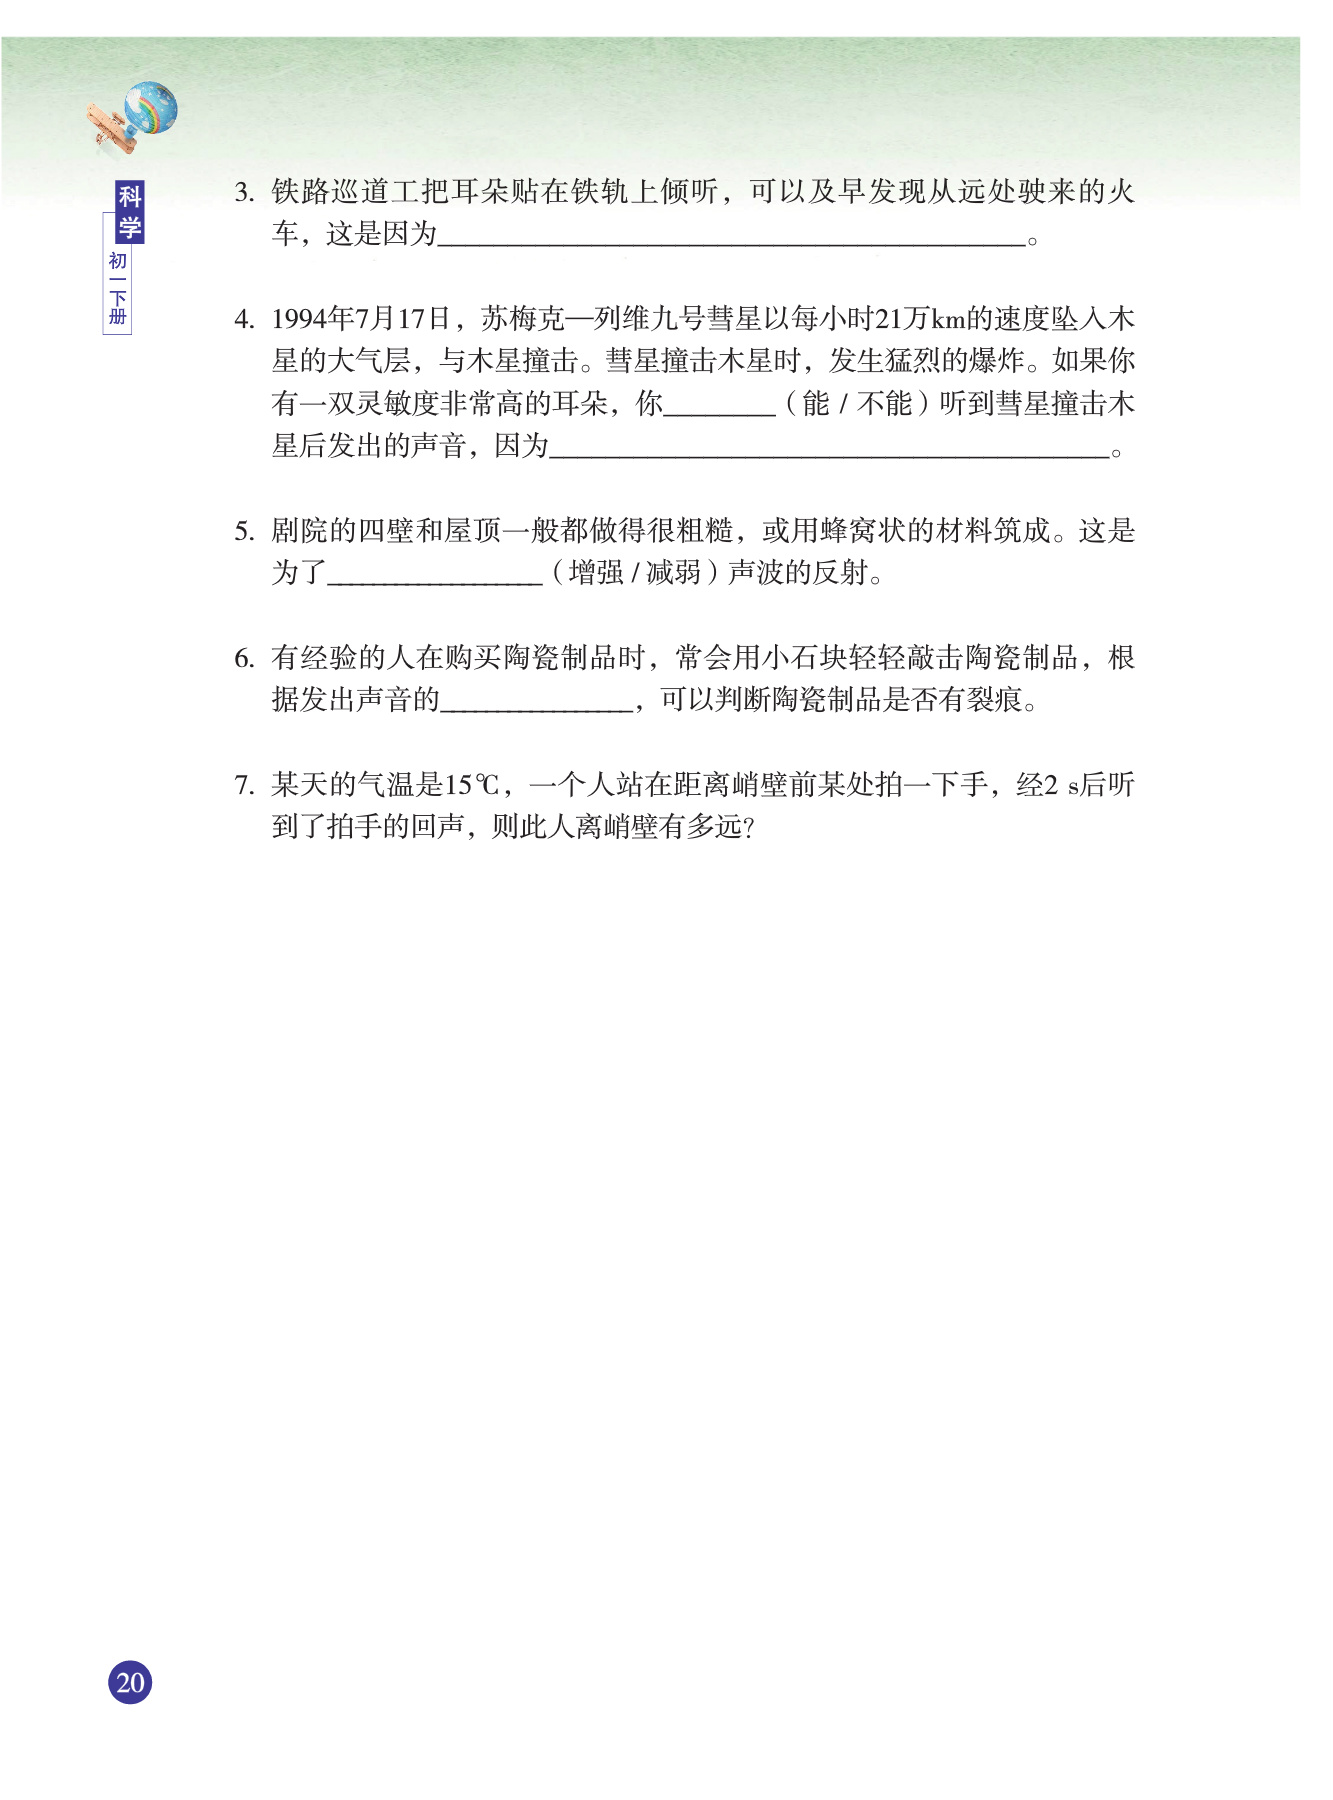 科学
初一下册
3. 铁路巡道工把耳朵贴在铁轨上倾听，可以及早发现从远处驶来的火
车，这是因为__________________________________________。
4. 1994年7月17日，苏梅克—列维九号彗星以每小时21万km的速度坠入木
星的大气层，与木星撞击。彗星撞击木星时，发生猛烈的爆炸。如果你
有一双灵敏度非常高的耳朵，你________（能 / 不能）听到彗星撞击木
星后发出的声音，因为________________________________________。
5. 剧院的四壁和屋顶一般都做得很粗糙，或用蜂窝状的材料筑成。这是
为了________________（增强 / 减弱）声波的反射。
6. 有经验的人在购买陶瓷制品时，常会用小石块轻轻敲击陶瓷制品，根
据发出声音的______________，可以判断陶瓷制品是否有裂痕。
7. 某天的气温是15℃，一个人站在距离峭壁前某处拍一下手，经2 s后听
到了拍手的回声，则此人离峭壁有多远？
20